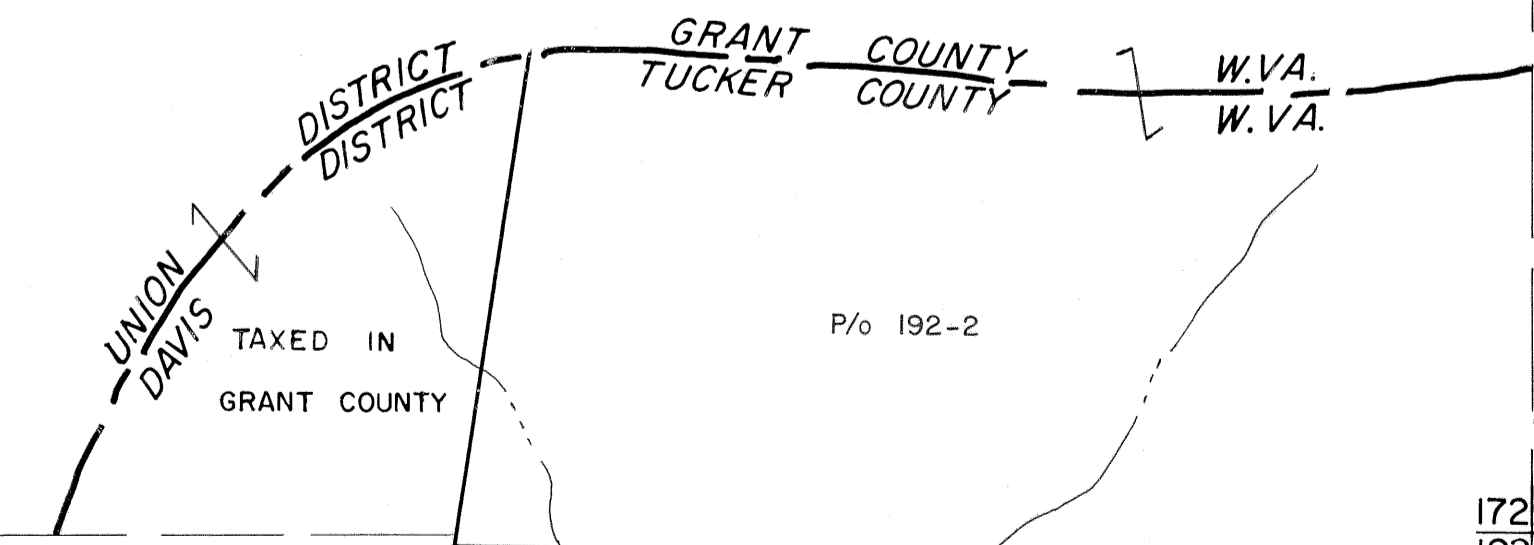 GRANT COUNTY W.VA.
TUCKER COUNTY W.VA.
UNION DISTRICT
DAVIS DISTRICT
TAXED IN
GRANT COUNTY
P/o 192-2
172